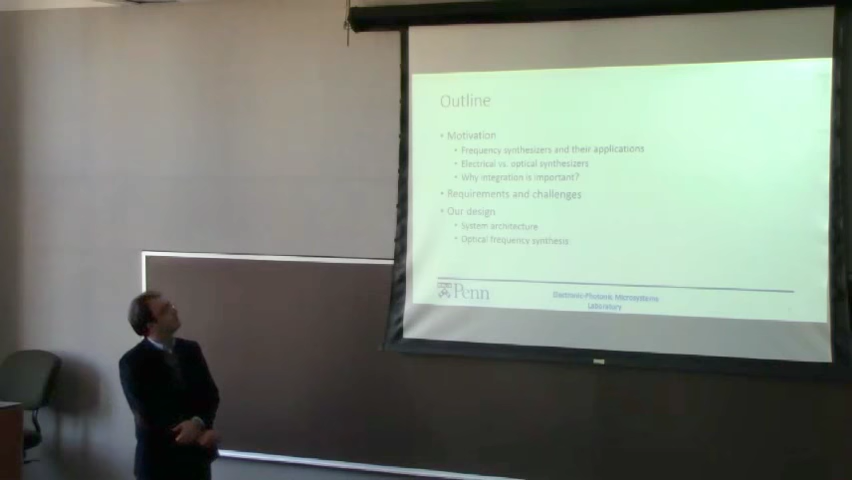 Outline
• Motivation
• Frequency synthesizers and their applications
• Electrical vs. optical synthesizers
• Why integration is important?
• Requirements and challenges
• Our design
• System architecture
• Optical frequency synthesis
Penn
Electronic-Photonic Microsystems
Laboratory